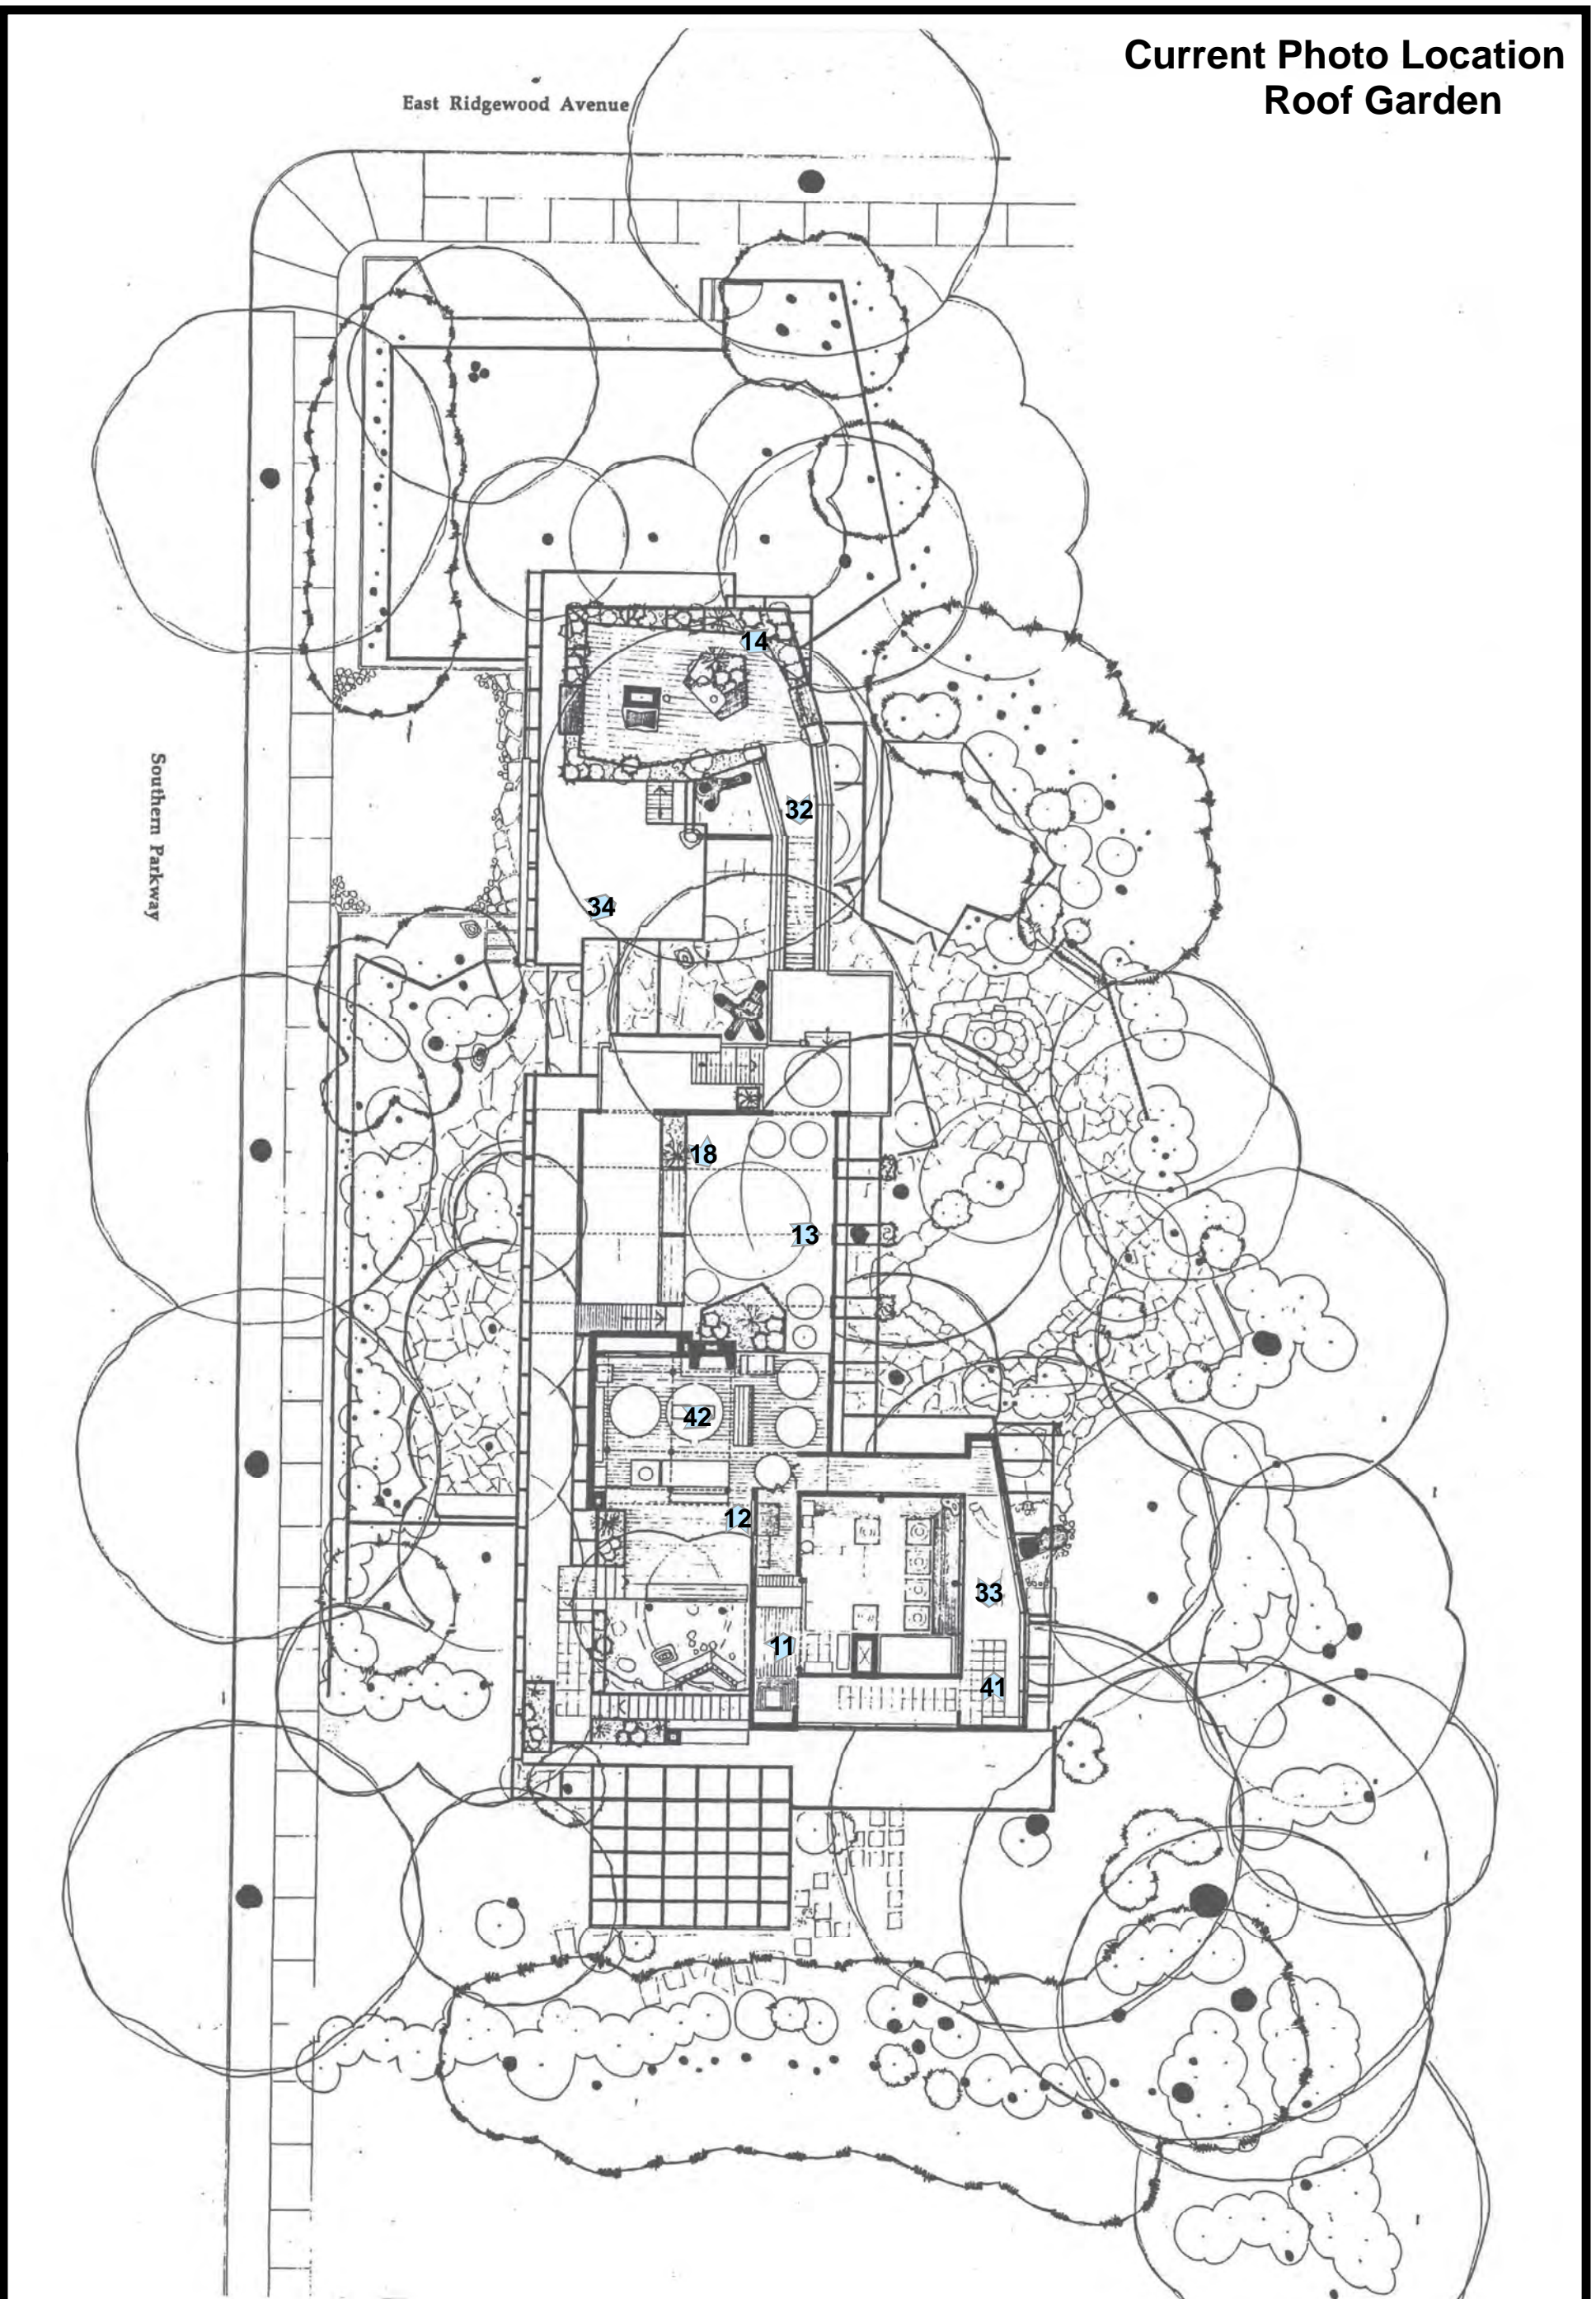 Current Photo Location
Roof Garden
East Ridgewood Avenue
Southern Parkway
14
32
34
18
13
42
12
33
11
41